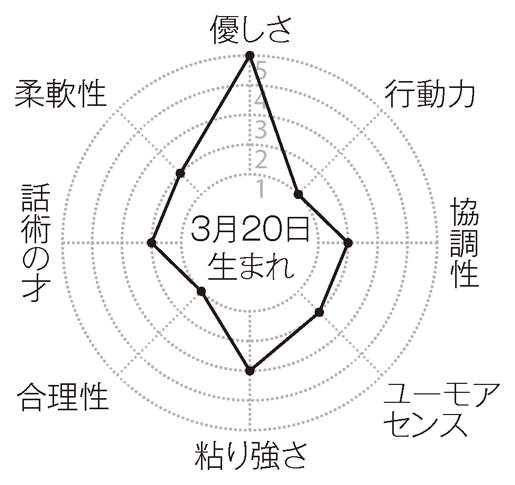 優しさ
行動力
協調性
ユーモア
センス
粘り強さ
合理性
話術の才
柔軟性
5
4
3
2
1
3月20日
生まれ